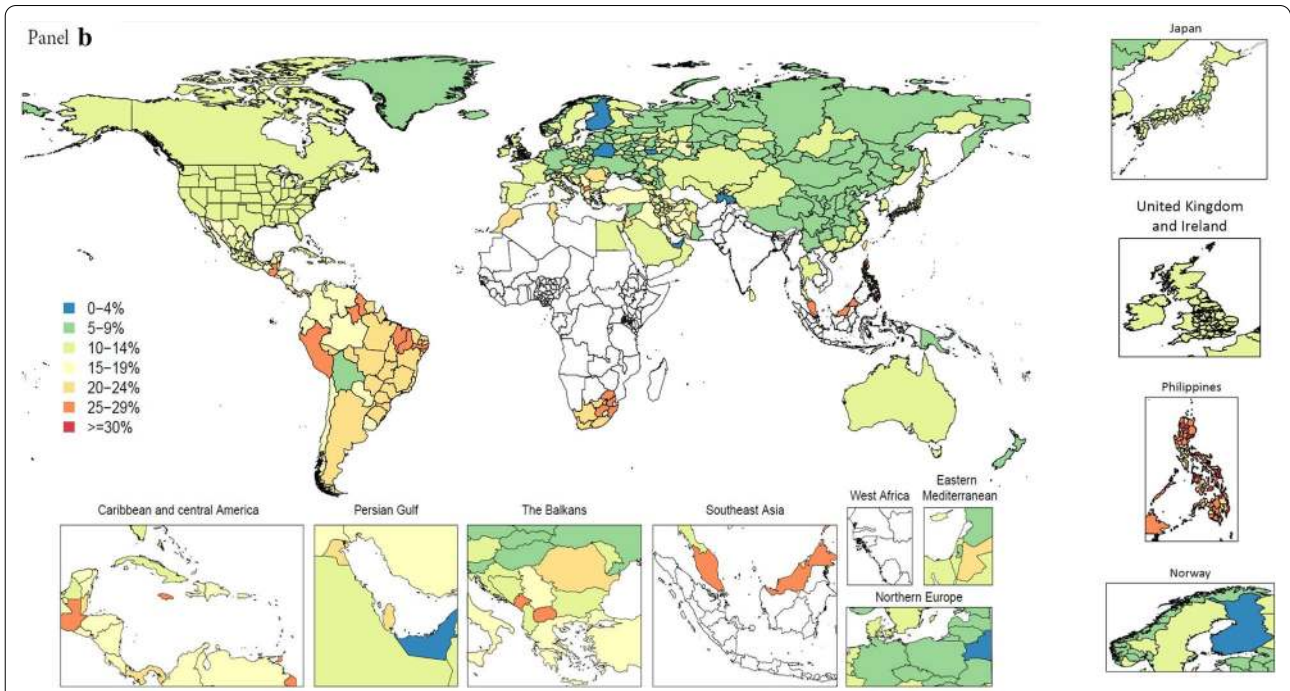 Panel b
Japan
United Kingdom
and Ireland
0–4%
5–9%
10–14%
15–19%
20–24%
25–29%
>=30%
Philippines
Caribbean and central America
Persian Gulf
The Balkans
Southeast Asia
West Africa
Eastern
Mediterranean
Northern Europe
Norway